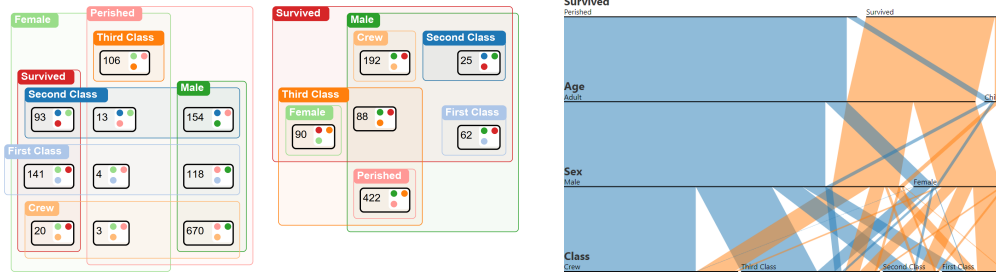 Female
Perished
Third Class
106
Survived
Second Class
Male
93
13
154
First Class
141
4
118
Crew
20
3
670
Survived
Male
Crew
Second Class
192
25
Third Class
Female
First Class
90
88
62
Perished
422
Survived
Perished
Survived
Age
Adult
Chi
Sex
Male
Female
Class
Crew
Third Class
Second Class
First Class